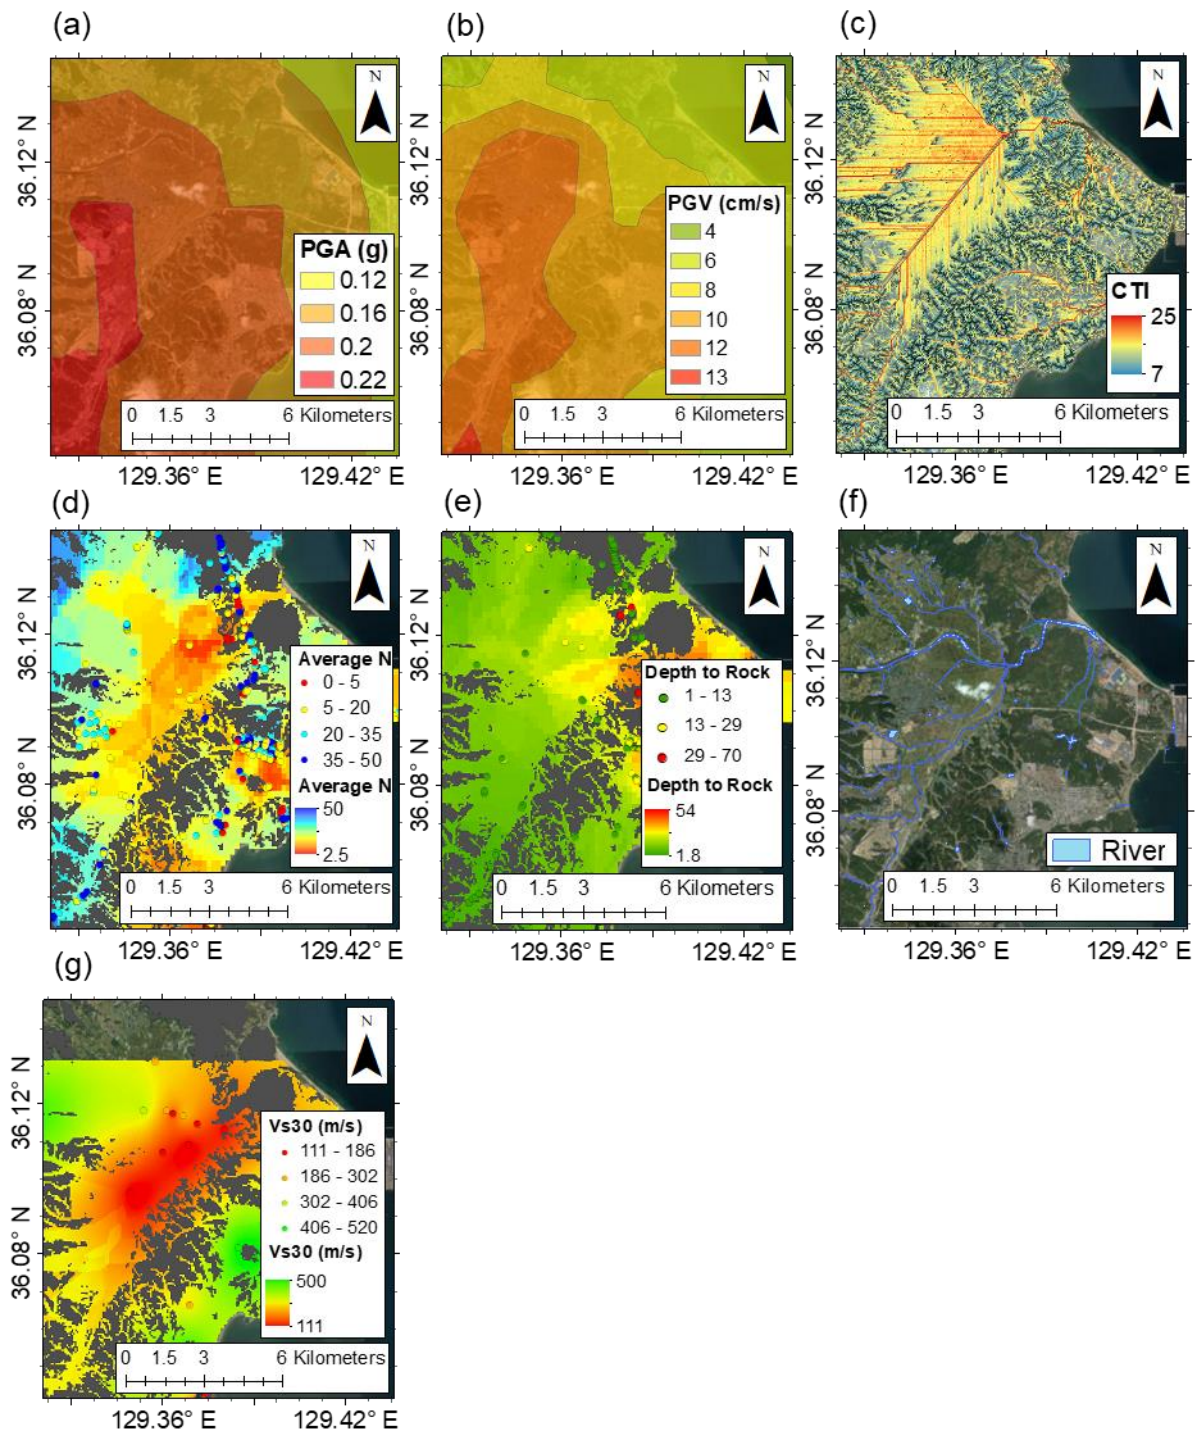 (a)
N
36.12° N
36.08° N
PGA (g)
0.12
0.16
0.2
0.22
0 1.5 3 6 Kilometers
129.36° E 129.42° E
(b)
N
36.12° N
36.08° N
PGV (cm/s)
4
6
8
10
12
13
0 1.5 3 6 Kilometers
129.36° E 129.42° E
(c)
N
36.12° N
36.08° N
CTI
25
7
0 1.5 3 6 Kilometers
129.36° E 129.42° E
(d)
N
36.12° N
36.08° N
Average N
0 - 5
5 - 20
20 - 35
35 - 50
Average N
50
2.5
0 1.5 3 6 Kilometers
129.36° E 129.42° E
(e)
N
36.12° N
36.08° N
Depth to Rock
1 - 13
13 - 29
29 - 70
Depth to Rock
54
1.8
0 1.5 3 6 Kilometers
129.36° E 129.42° E
(f)
N
36.12° N
36.08° N
River
0 1.5 3 6 Kilometers
129.36° E 129.42° E
(g)
N
36.12° N
36.08° N
Vs30 (m/s)
111 - 186
186 - 302
302 - 406
406 - 520
Vs30 (m/s)
500
111
0 1.5 3 6 Kilometers
129.36° E 129.42° E